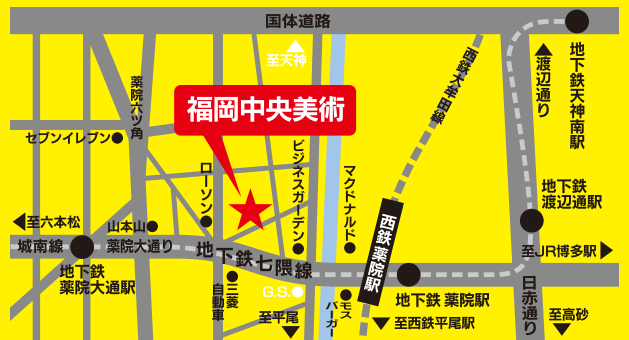 国体道路
至天神
地下鉄天神南駅
渡辺通り
西鉄大牟田線
薬院六ツ角
福岡中央美術
セブンイレブン
ビジネスガーデン
ローソン
マクドナルド
地下鉄
渡辺通駅
至六本松
山本山
西鉄薬院駅
城南線
薬院大通り
地下鉄七隈線
至JR博多駅
地下鉄
薬院大通駅
三菱
自動車
G.S.
モス
バーガー
地下鉄 薬院駅
日赤通り
至平尾
至西鉄平尾駅
至高砂